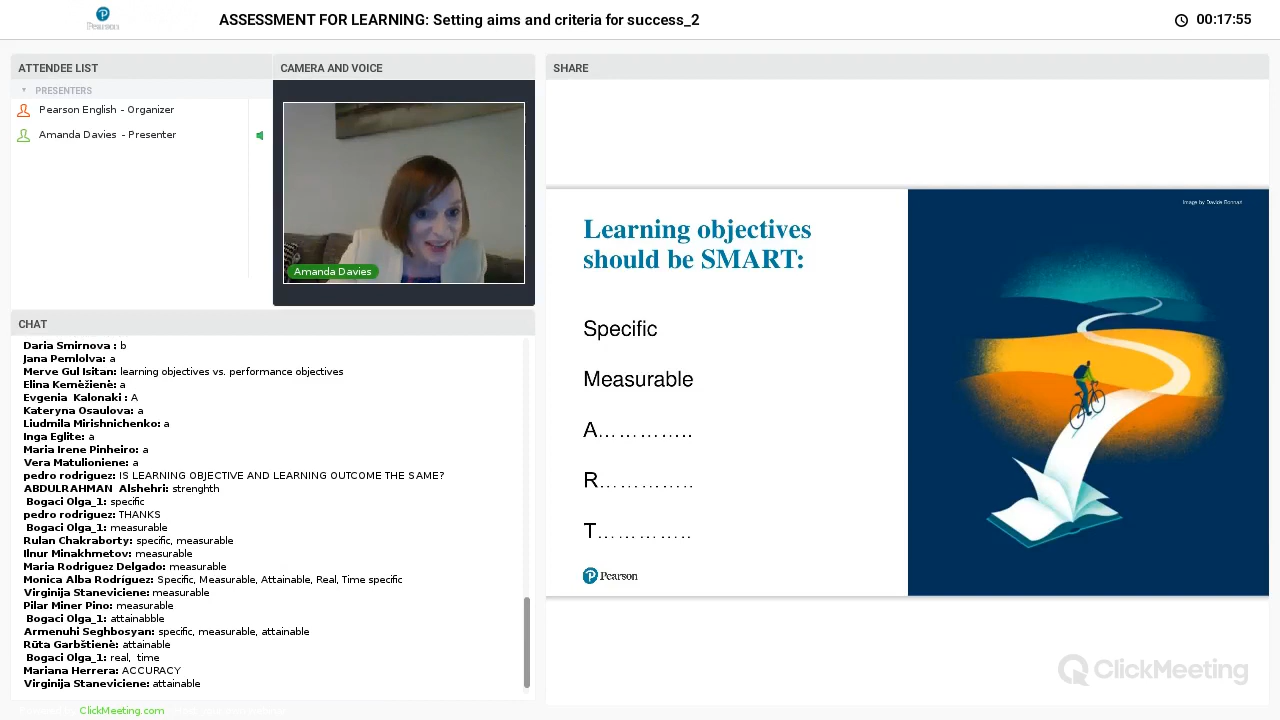 Pearson
ASSESSMENT FOR LEARNING: Setting aims and criteria for success_2
00:17:55
ATTENDEE LIST
PRESENTERS
Pearson English - Organizer
Amanda Davies - Presenter
CAMERA AND VOICE
Amanda Davies
CHAT
Daria Smirnova : b
Jana Pemlolva: a
Merve Gul Isitan: learning objectives vs. performance objectives
Elina Kemėžienė: a
Evgenia Kalonaki : A
Kateryna Osaulova: a
Liudmila Mirishnichenko: a
Inga Eglite: a
Maria Irene Pinheiro: a
Vera Matulioniene: a
pedro rodriguez: IS LEARNING OBJECTIVE AND LEARNING OUTCOME THE SAME?
ABDULRAHMAN Alshehri: strenghth
Bogaci Olga_1: specific
pedro rodriguez: THANKS
Bogaci Olga_1: measurable
Rulan Chakraborty: specific, measurable
Ilnur Minakhmetov: measurable
Maria Rodriguez Delgado: measurable
Monica Alba Rodríguez: Specific, Measurable, Attainable, Real, Time specific
Virginija Staneviciene: measurable
Pilar Miner Pino: measurable
Bogaci Olga_1: attainabble
Armenuhi Seghbosyan: specific, measurable, attainable
Rūta Garbštienė: attainable
Bogaci Olga_1: real, time
Mariana Herrera: ACCURACY
Virginija Staneviciene: attainable
ClickMeeting.com
SHARE
Image by Davide Bonnari
Learning objectives
should be SMART:
Specific
Measurable
A.............
R.............
T.............
Pearson
ClickMeeting